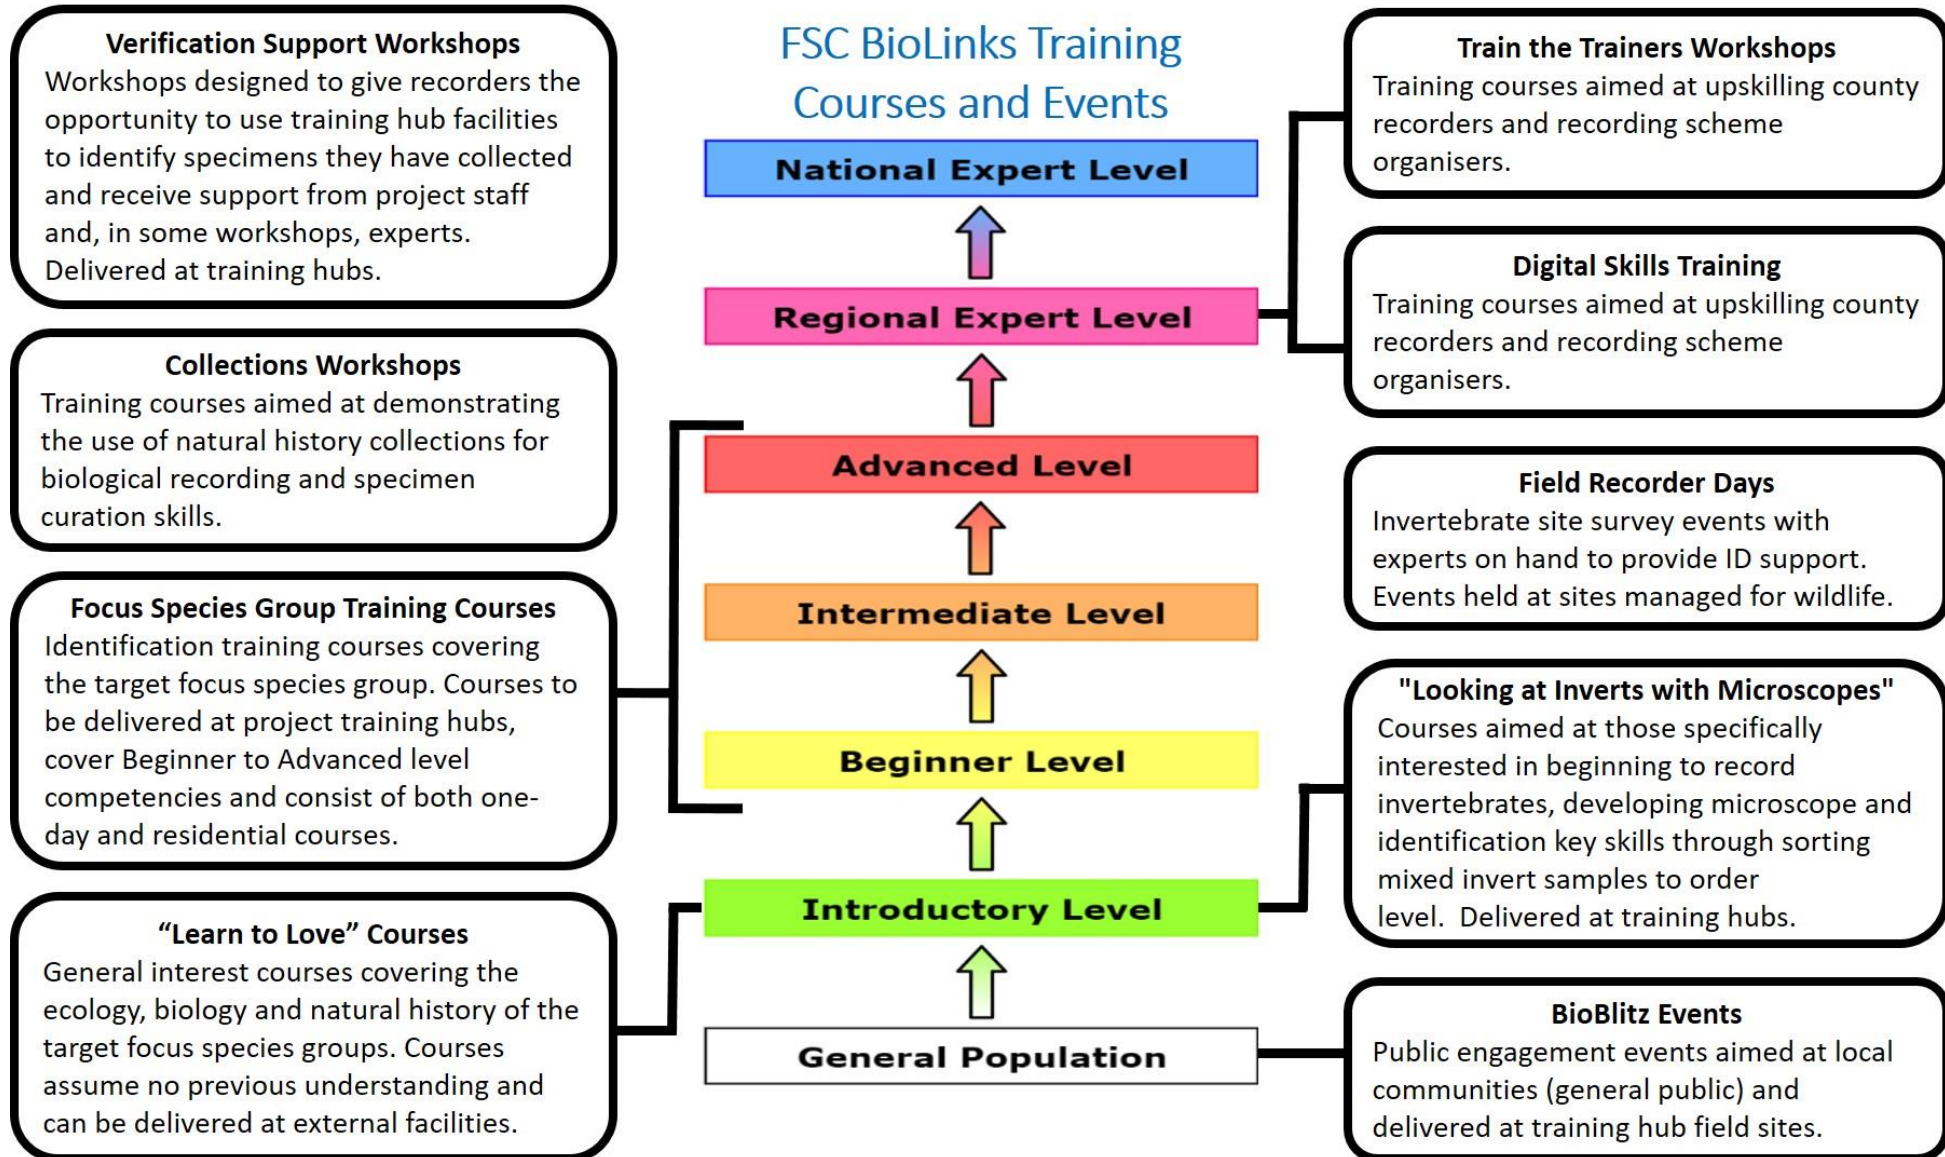 FSC BioLinks Training
Courses and Events
Verification Support Workshops
Workshops designed to give recorders the
opportunity to use training hub facilities
to identify specimens they have collected
and receive support from project staff
and, in some workshops, experts.
Delivered at training hubs.
Collections Workshops
Training courses aimed at demonstrating
the use of natural history collections for
biological recording and specimen
curation skills.
Focus Species Group Training Courses
Identification training courses covering
the target focus species group. Courses to
be delivered at project training hubs,
cover Beginner to Advanced level
competencies and consist of both one-
day and residential courses.
“Learn to Love” Courses
General interest courses covering the
ecology, biology and natural history of the
target focus species groups. Courses
assume no previous understanding and
can be delivered at external facilities.
National Expert Level
Regional Expert Level
Advanced Level
Intermediate Level
Beginner Level
Introductory Level
General Population
Train the Trainers Workshops
Training courses aimed at upskilling county
recorders and recording scheme
organisers.
Digital Skills Training
Training courses aimed at upskilling county
recorders and recording scheme
organisers.
Field Recorder Days
Invertebrate site survey events with
experts on hand to provide ID support.
Events held at sites managed for wildlife.
"Looking at Inverts with Microscopes"
Courses aimed at those specifically
interested in beginning to record
invertebrates, developing microscope and
identification key skills through sorting
mixed invert samples to order
level.  Delivered at training hubs.
BioBlitz Events
Public engagement events aimed at local
communities (general public) and
delivered at training hub field sites.